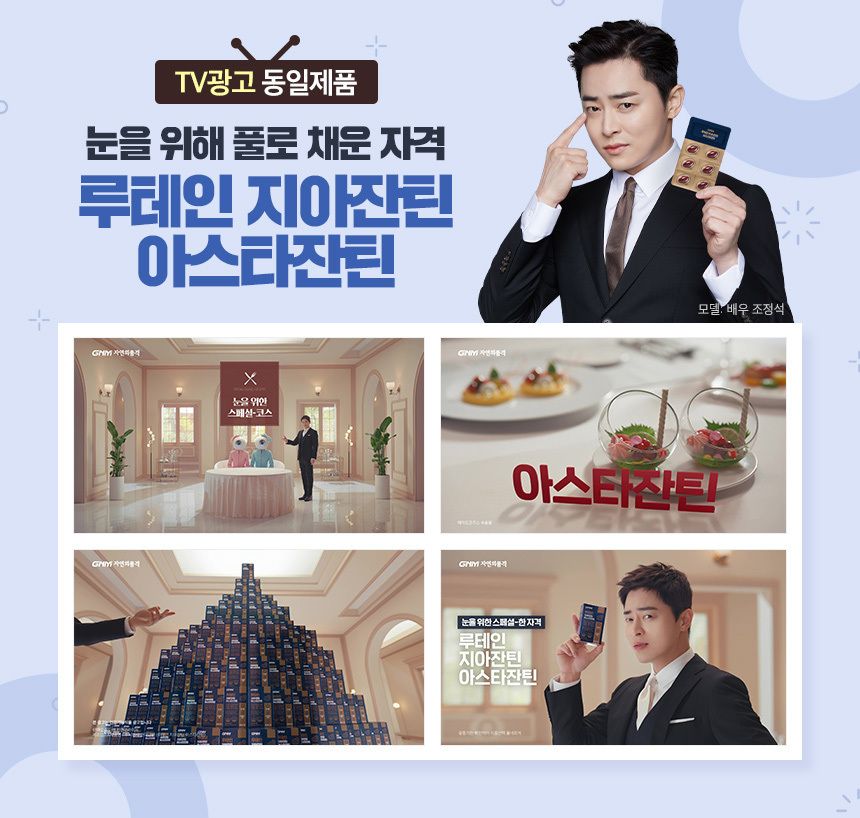 TV광고 동일제품
눈을 위해 풀로 채운 자격
루테인 지아잔틴
아스타잔틴
모델: 배우 조정석
GNM 자연의품격
눈을 위한
스페셜-코스
GNM 자연의품격
아스타잔틴
GNM 자연의품격
GNM 자연의품격
눈을 위한 스페셜-한 자격
루테인
지아잔틴
아스타잔틴